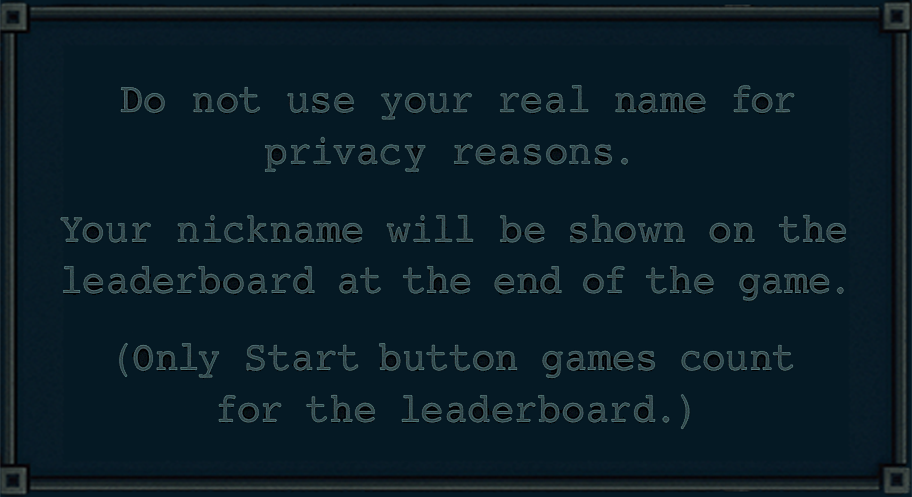 Do not use your real name for
privacy reasons.
Your nickname will be shown on the
leaderboard at the end of the game.
(Only Start button games count
for the leaderboard.)